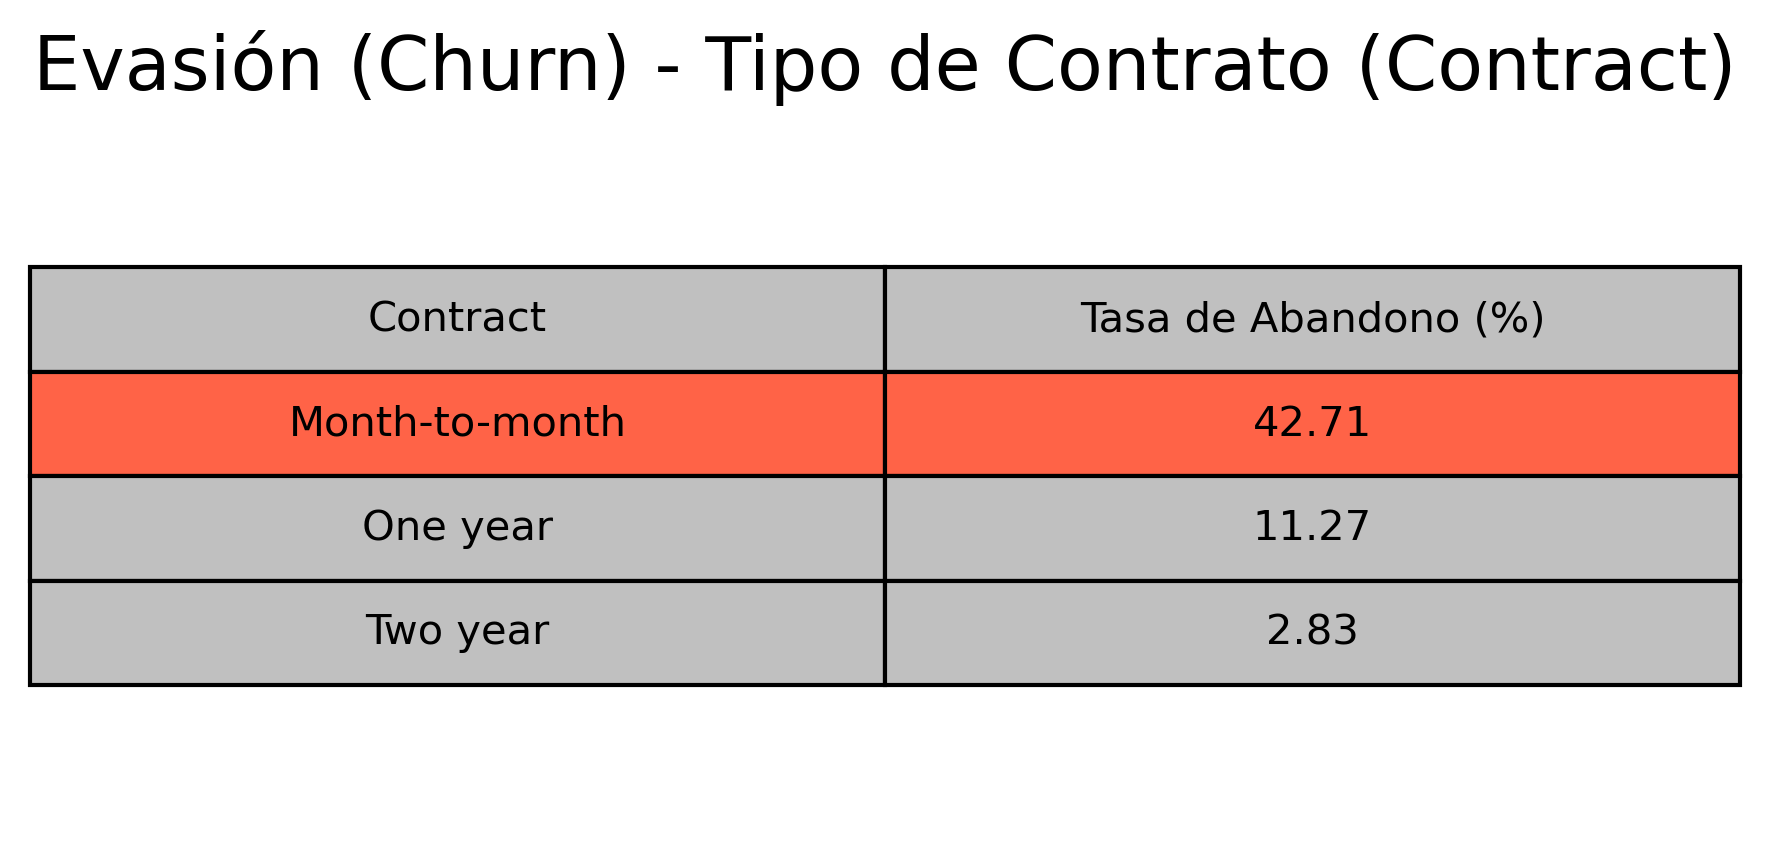 Evasión (Churn) - Tipo de Contrato (Contract)
Contract Tasa de Abandono (%)
Month-to-month 42.71
One year 11.27
Two year 2.83